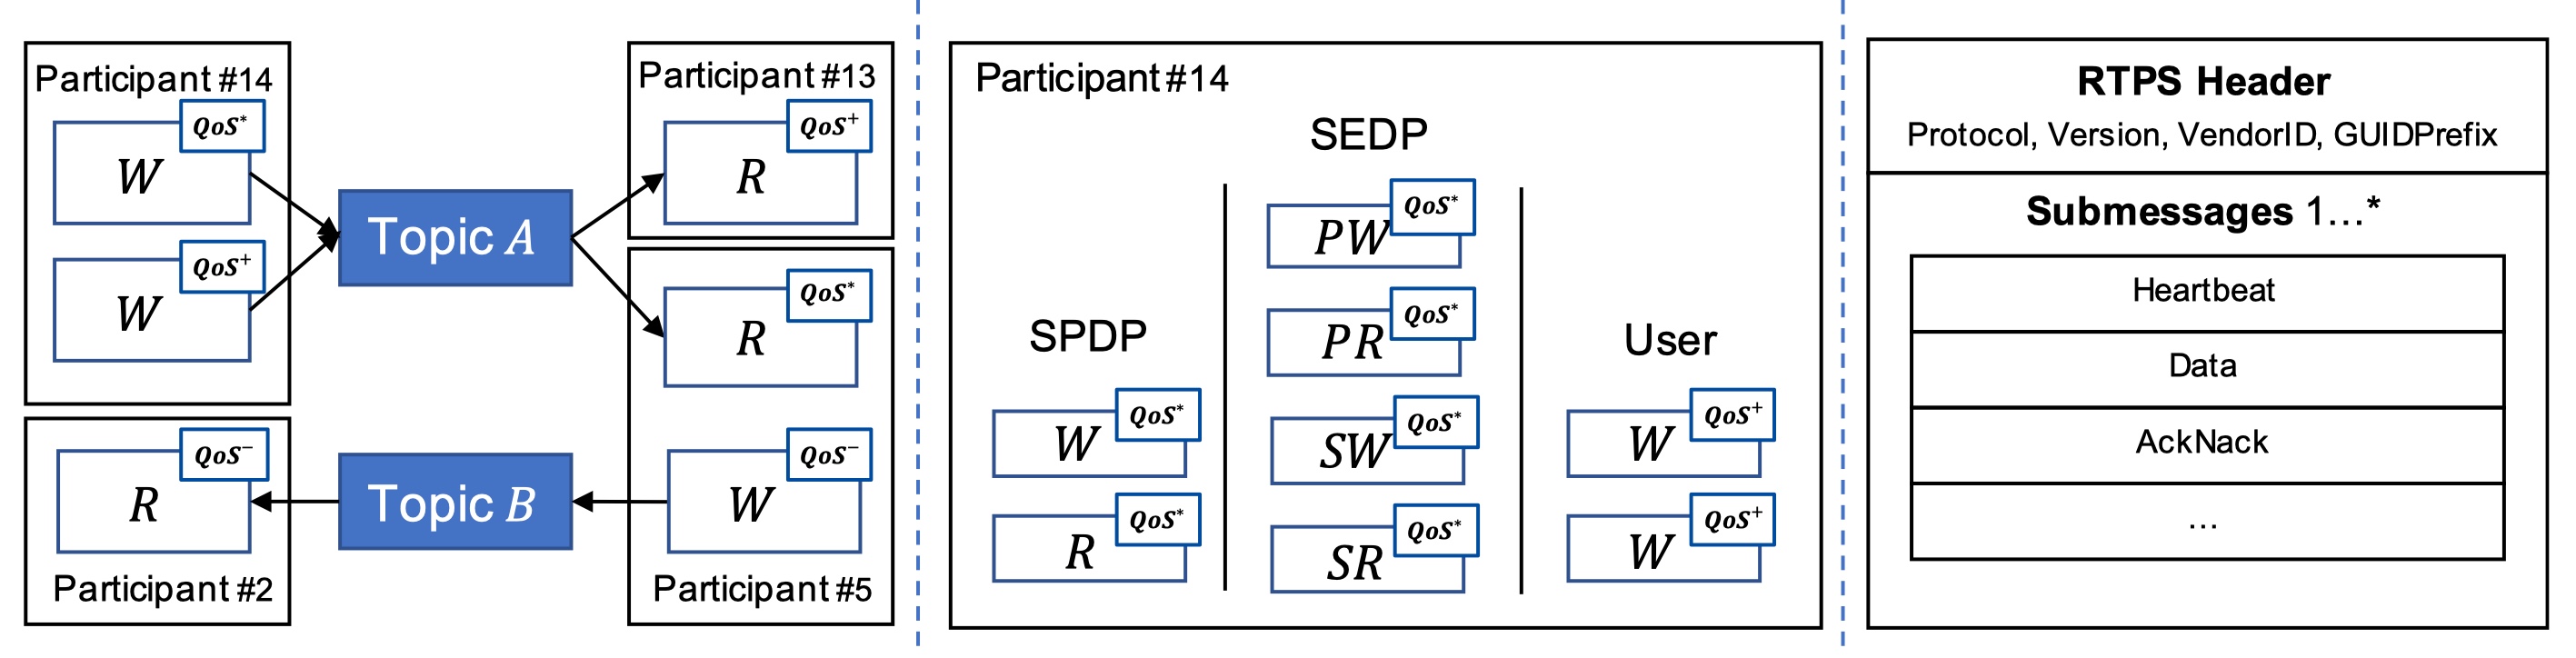 Participant #14
QoS*
W
QoS+
W
Topic A
Participant #13
QoS+
R
QoS*
R
QoS−
R
Participant #2
Topic B
QoS−
W
Participant #5
Participant #14
SPDP
QoS*
W
QoS*
R
SEDP
QoS*
PW
QoS*
PR
QoS*
SW
QoS*
SR
User
QoS+
W
QoS+
W
RTPS Header
Protocol, Version, VendorID, GUIDPrefix
Submessages 1...*
Heartbeat
Data
AckNack
...